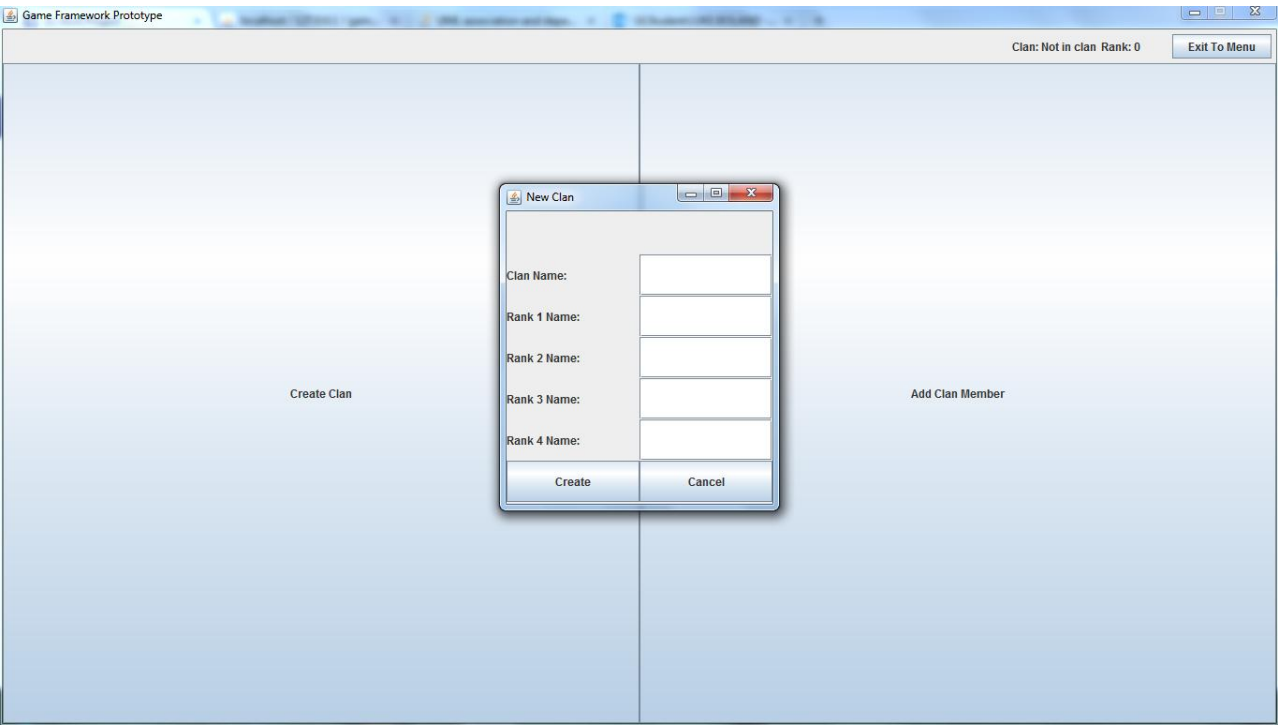 Game Framework Prototype
Clan: Not in clan Rank: 0
Exit To Menu
New Clan
Clan Name:
Rank 1 Name:
Rank 2 Name:
Rank 3 Name:
Rank 4 Name:
Create
Cancel
Create Clan
Add Clan Member